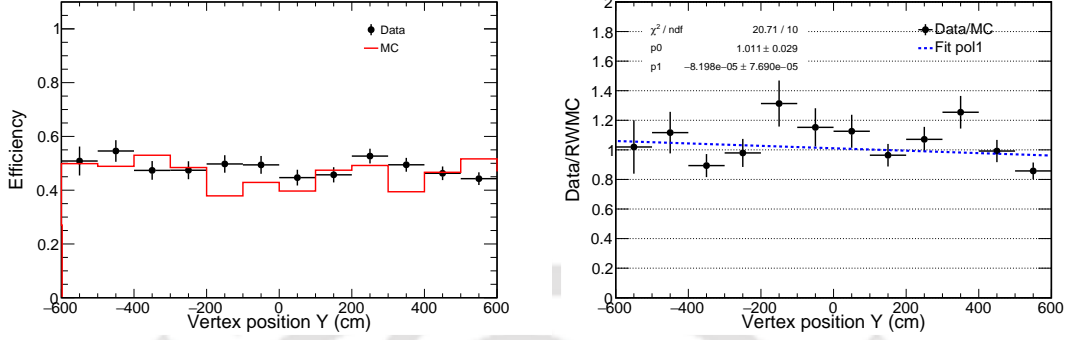 1
0.8
0.6
0.4
0.2
0
Efficiency
Data
MC
−600
−400
−200
0
200
400
600
Vertex position Y (cm)
2
1.8
1.6
1.4
1.2
1
0.8
0.6
0.4
0.2
0
Data/RWMC
χ² / ndf 20.71 / 10
p0 1.011 ± 0.029
p1 −8.198e−05 ± 7.690e−05
Data/MC
Fit pol1
−600
−400
−200
0
200
400
600
Vertex position Y (cm)